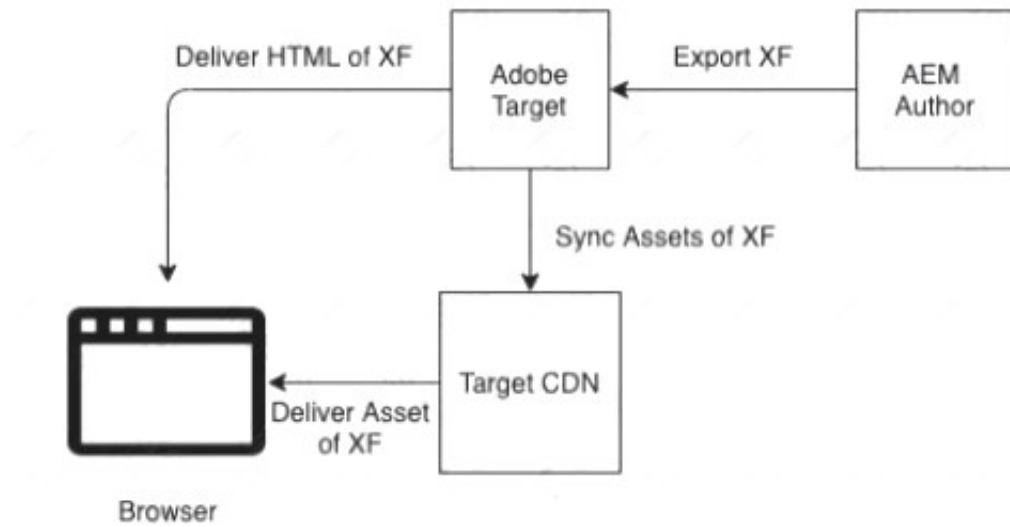 Deliver HTML of XF
Adobe
Target
Export XF
AEM
Author
Sync Assets of XF
Target CDN
Deliver Asset
of XF
Browser